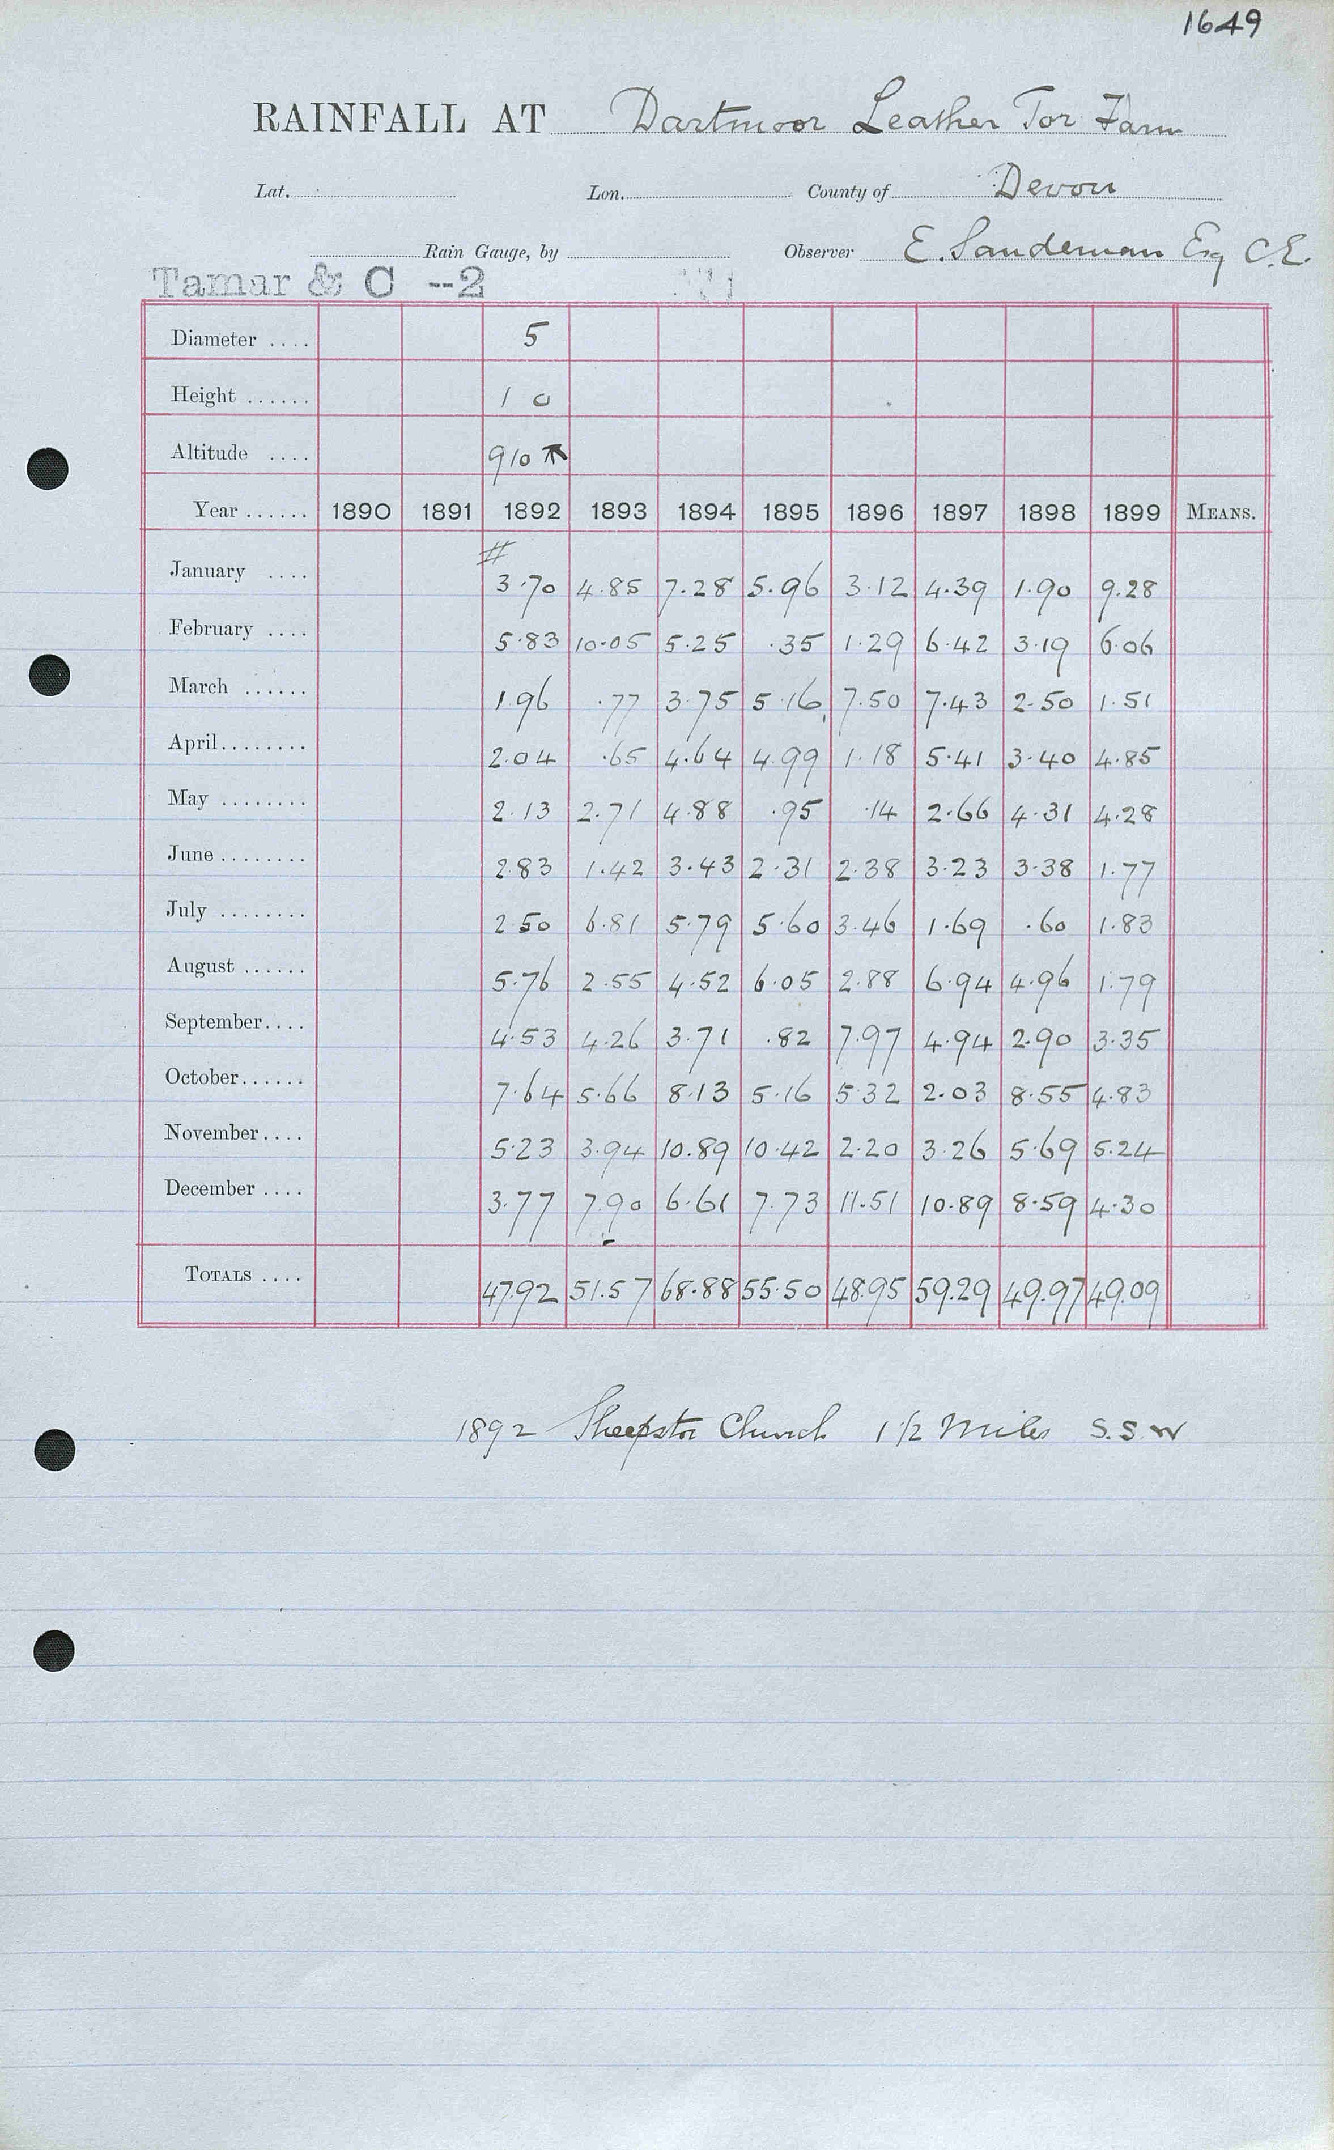 1649
RAINFALL AT Dartmoor Leather Tor Farm
Lat. Lon. County of Devon
Rain Gauge, by Observer E. Sandeman Esq C.E.
Tamar & C --2
Diameter .... 5
Height ...... 1 0
Altitude .... 910 ↑
Year ...... 1890 1891 1892 1893 1894 1895 1896 1897 1898 1899 MEANS.
#
January .... 3.70 4.85 7.28 5.96 3.12 4.39 1.90 9.28
February .... 5.83 10.05 5.25 .35 1.29 6.42 3.19 6.06
March ...... 1.96 .77 3.75 5.16 7.50 7.43 2.50 1.51
April........ 2.04 .65 4.64 4.99 1.18 5.41 3.40 4.85
May ........ 2.13 2.71 4.88 .95 .14 2.66 4.31 4.28
June ........ 2.83 1.42 3.43 2.31 2.38 3.23 3.38 1.77
July ........ 2.50 6.81 5.79 5.60 3.46 1.69 .60 1.83
August ...... 5.76 2.55 4.52 6.05 2.88 6.94 4.96 1.79
September.... 4.53 4.26 3.71 .82 7.97 4.94 2.90 3.35
October...... 7.64 5.66 8.13 5.16 5.32 2.03 8.55 4.83
November.... 5.23 3.94 10.89 10.42 2.20 3.26 5.69 5.24
December .... 3.77 7.90 6.61 7.73 11.51 10.89 8.59 4.30
TOTALS .... 47.92 51.57 68.88 55.50 48.95 59.29 49.97 49.09
1892 Sheepstor Church 1 1/2 Miles S.S.W